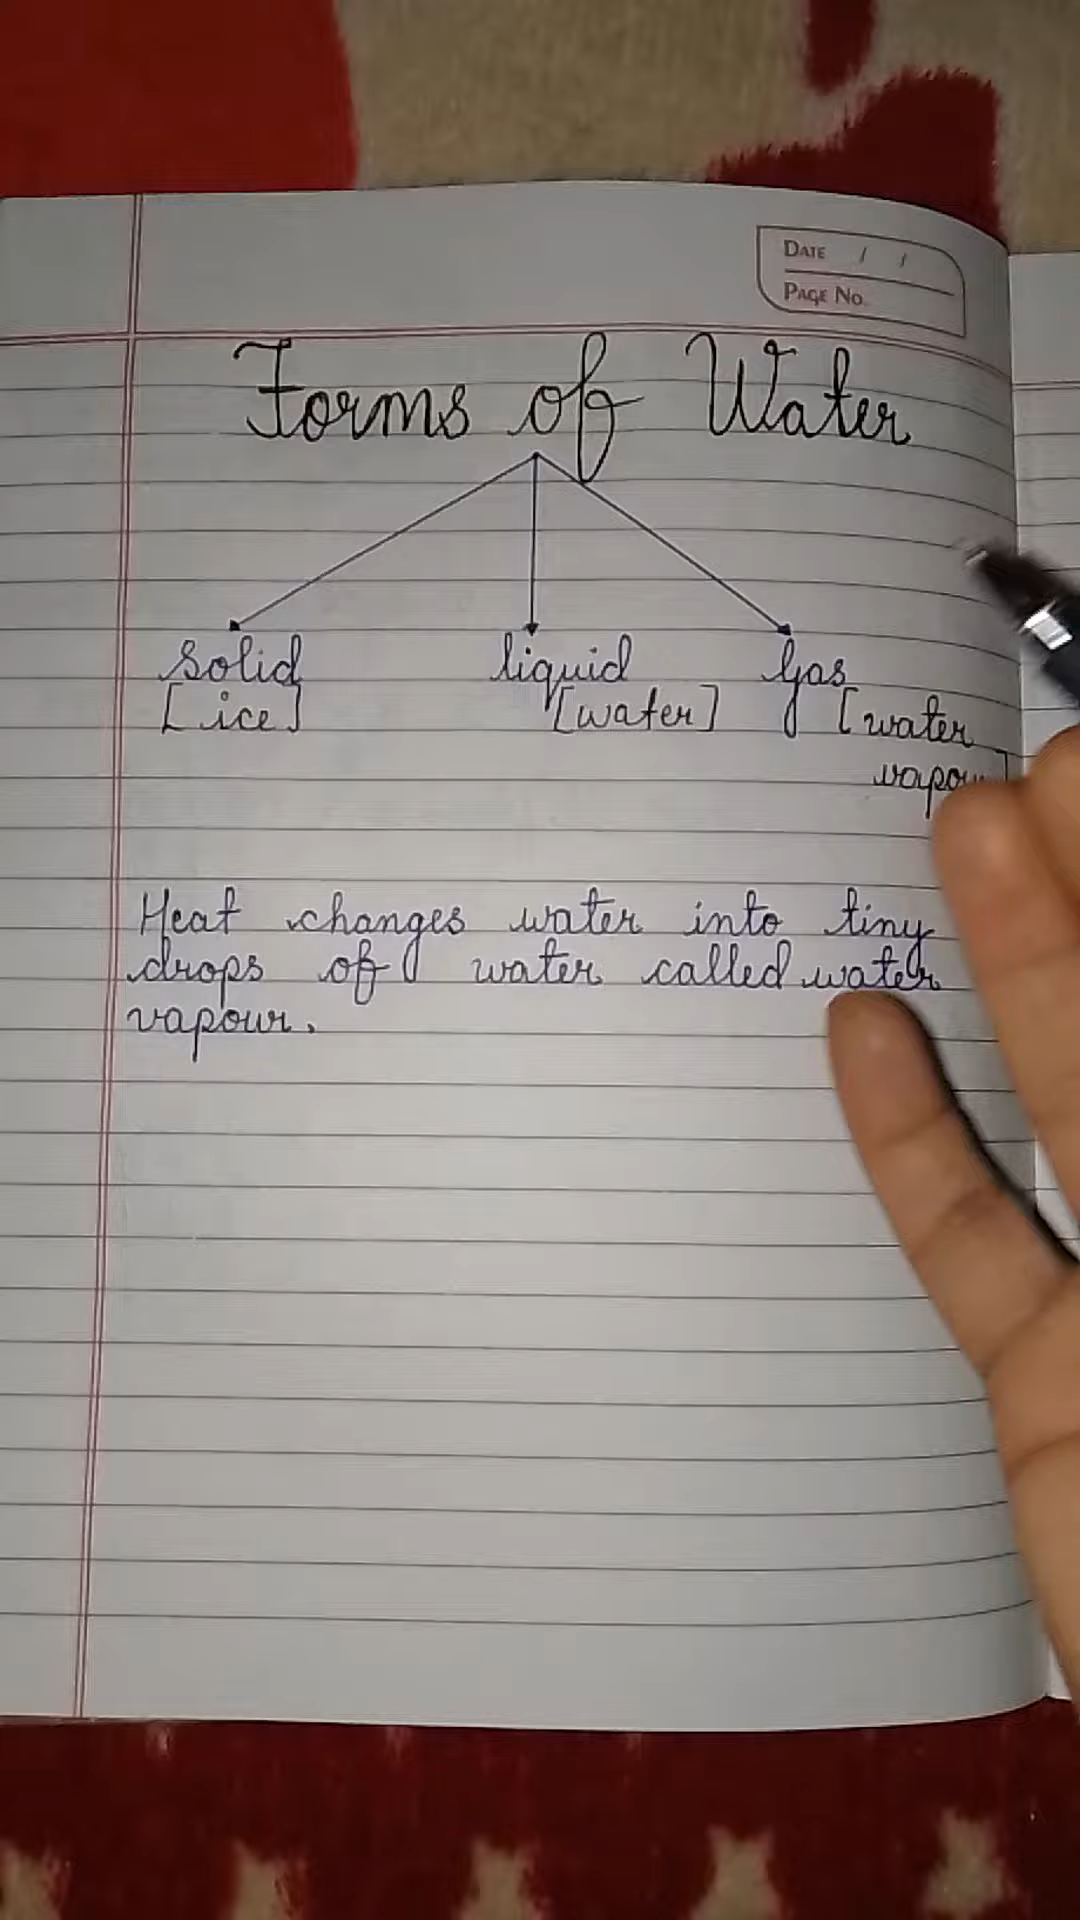 DATE / /
PAGE NO.
Forms of Water
solid liquid gas
[ice] [water] [water
vapour]
Heat changes water into tiny
drops of water called water
vapour.